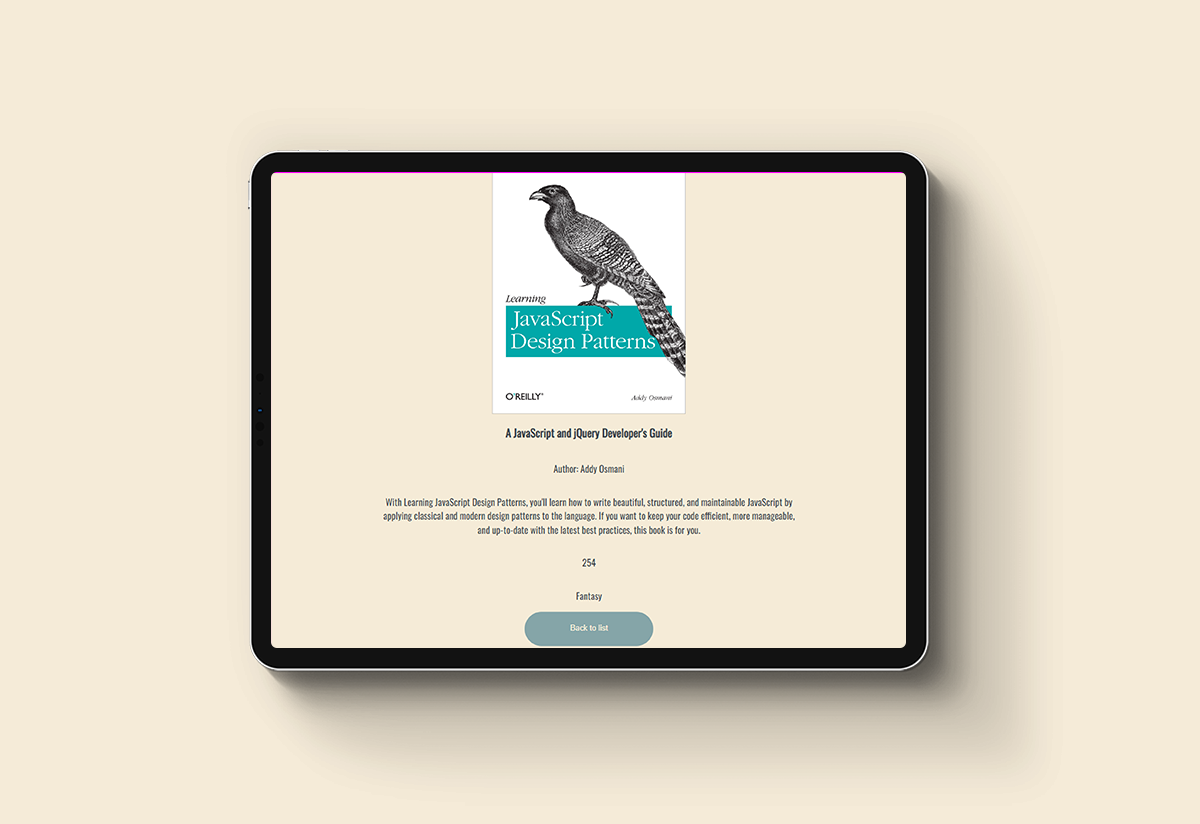 Learning
JavaScript
Design Patterns
O'REILLY®
Addy Osmani
A JavaScript and jQuery Developer's Guide
Author: Addy Osmani
With Learning JavaScript Design Patterns, you'll learn how to write beautiful, structured, and maintainable JavaScript by
applying classical and modern design patterns to the language. If you want to keep your code efficient, more manageable,
and up-to-date with the latest best practices, this book is for you.
254
Fantasy
Back to list